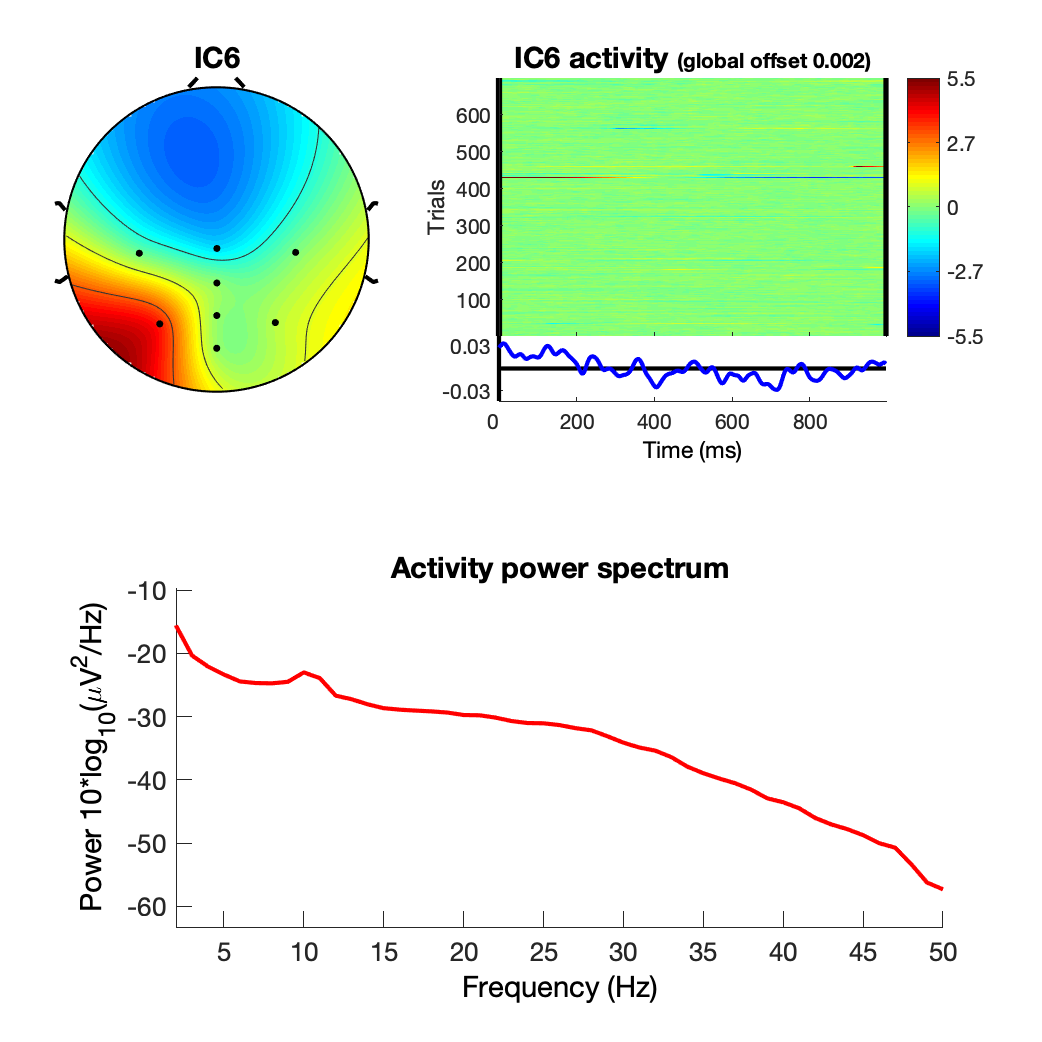 IC6
IC6 activity (global offset 0.002)
Trials
600
500
400
300
200
100
5.5
2.7
0
-2.7
-5.5
0.03
-0.03
0 200 400 600 800
Time (ms)
Activity power spectrum
Power 10*log10(μV2/Hz)
-10
-20
-30
-40
-50
-60
5 10 15 20 25 30 35 40 45 50
Frequency (Hz)